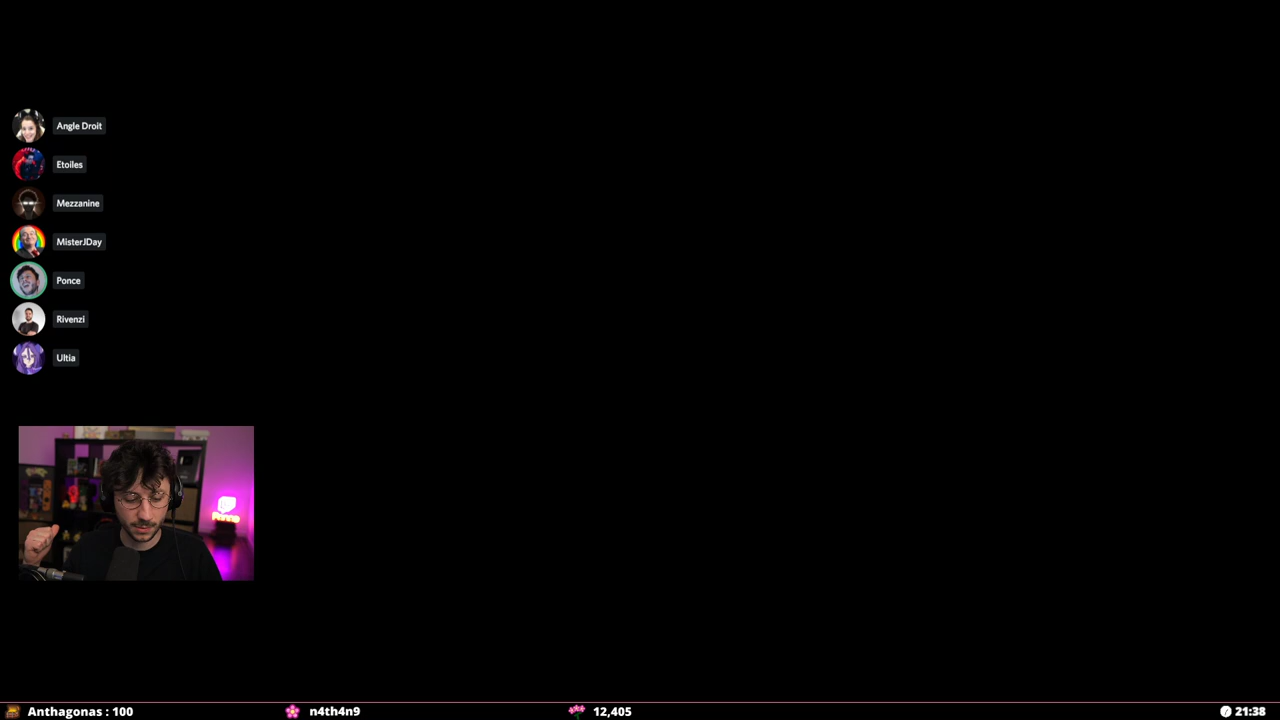 Angle Droit
Etoiles
Mezzanine
MisterJDay
Ponce
Rivenzi
Ultia
Anthagonas : 100
n4th4n9
12,405
21:38